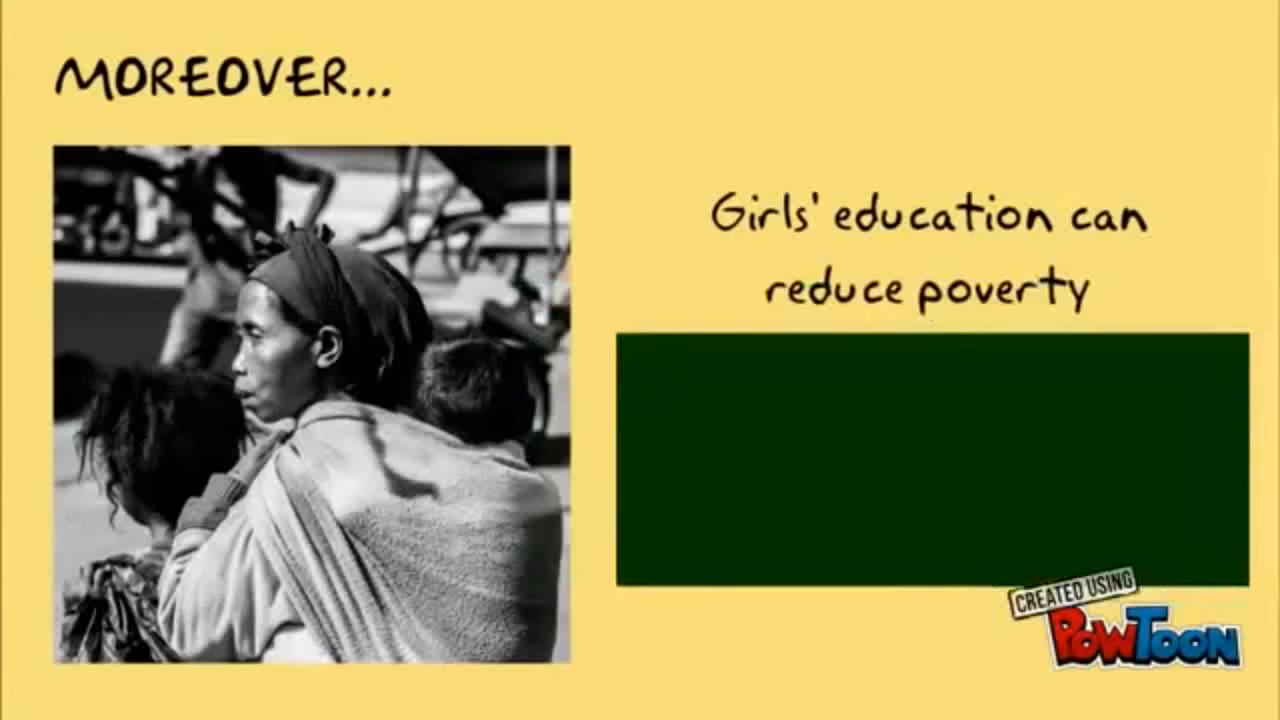 MOREOVER...
Girls' education can
reduce poverty
CREATED USING
POWTOON